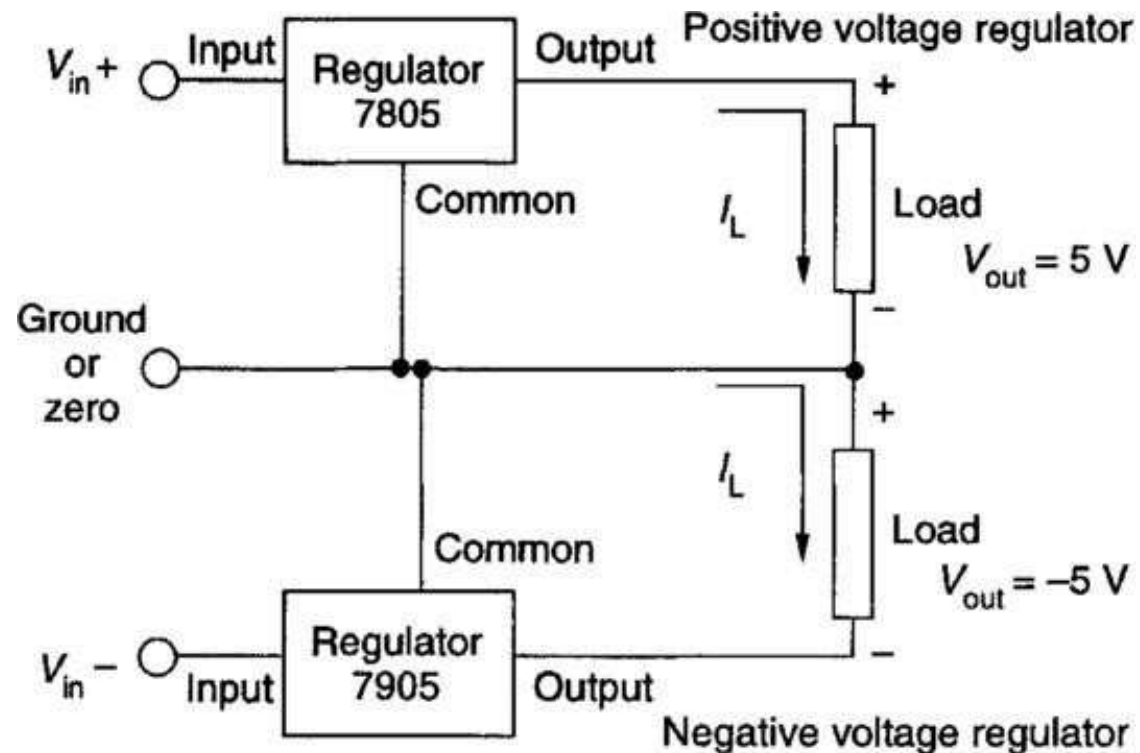 Positive voltage regulator
V_in + Input
Regulator
7805
Output
+
Common
I_L
Load
V_out = 5 V
–
Ground
or
zero
+
I_L
Load
V_out = –5 V
Common
V_in – Input
Regulator
7905
Output
–
Negative voltage regulator